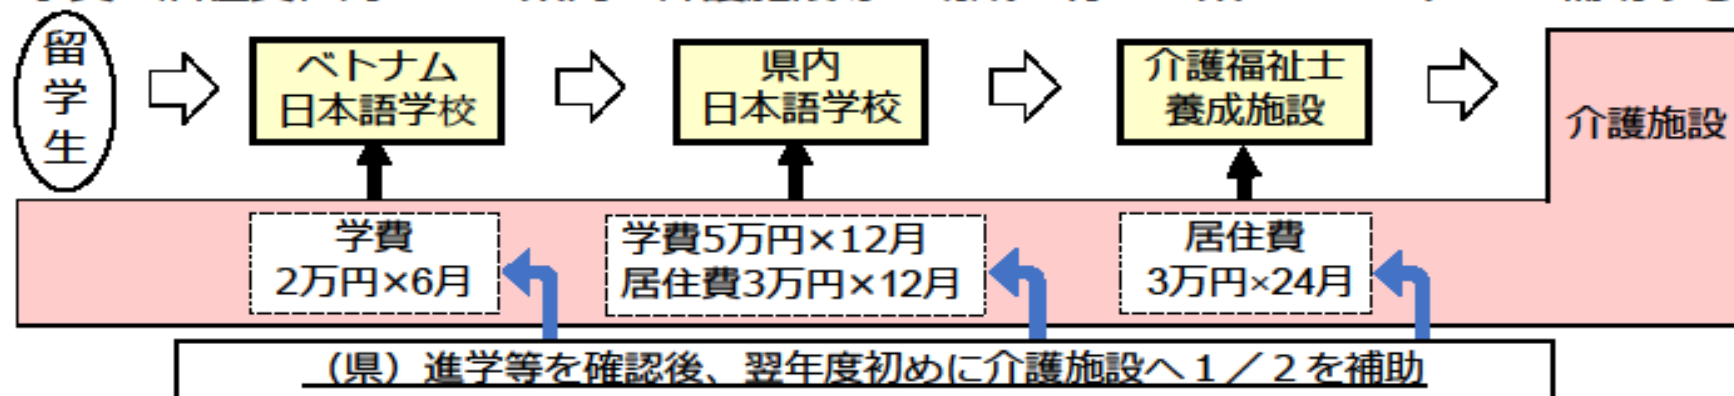 留学生
ベトナム
日本語学校
県内
日本語学校
介護福祉士
養成施設
介護施設
学費
2万円×6月
学費5万円×12月
居住費3万円×12月
居住費
3万円×24月
（県）進学等を確認後、翌年度初めに介護施設へ１／２を補助